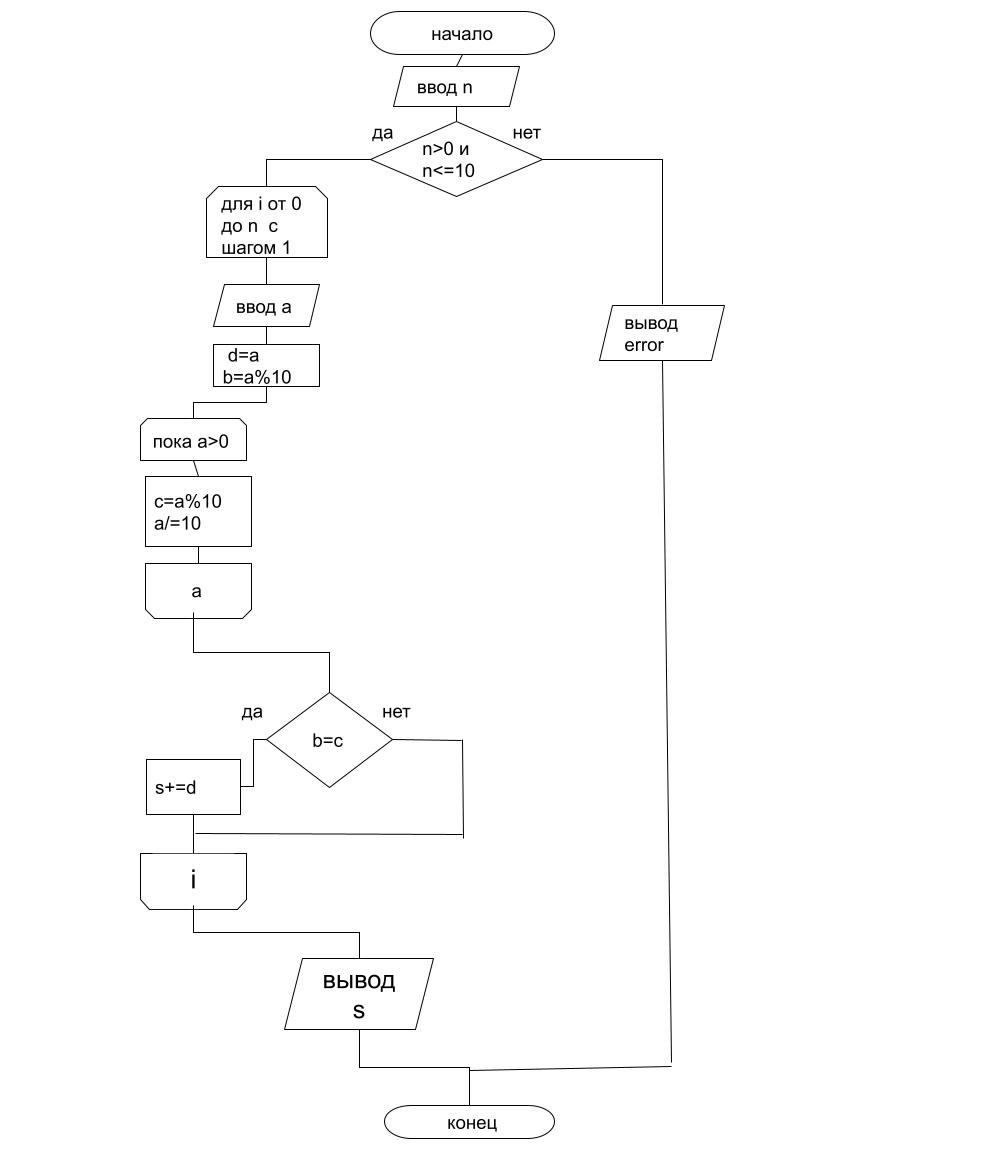 начало
ввод n
да
нет
n>0 и
n<=10
для i от 0
до n с
шагом 1
ввод a
d=a
b=a%10
вывод
error
пока a>0
c=a%10
a/=10
a
да
нет
b=c
s+=d
i
вывод
s
конец